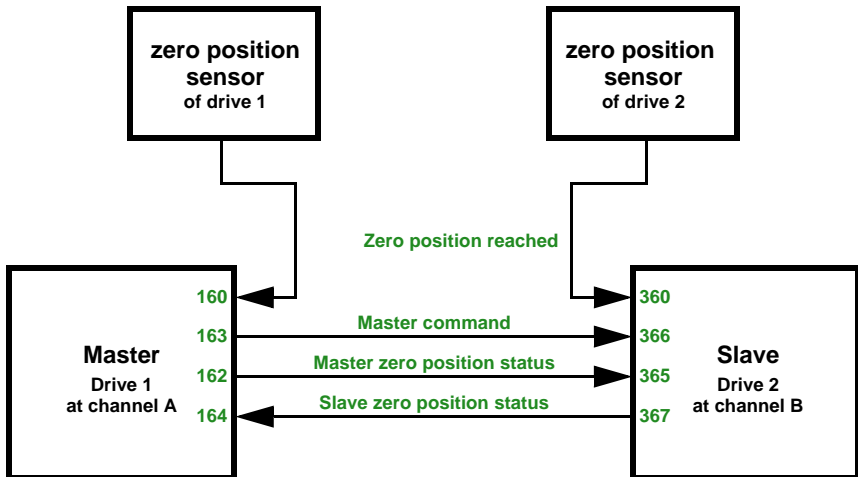 zero position
sensor
of drive 1
zero position
sensor
of drive 2
Zero position reached
160
360
163
Master command
366
Master
Drive 1
at channel A
162
Master zero position status
365
Slave
Drive 2
at channel B
164
Slave zero position status
367